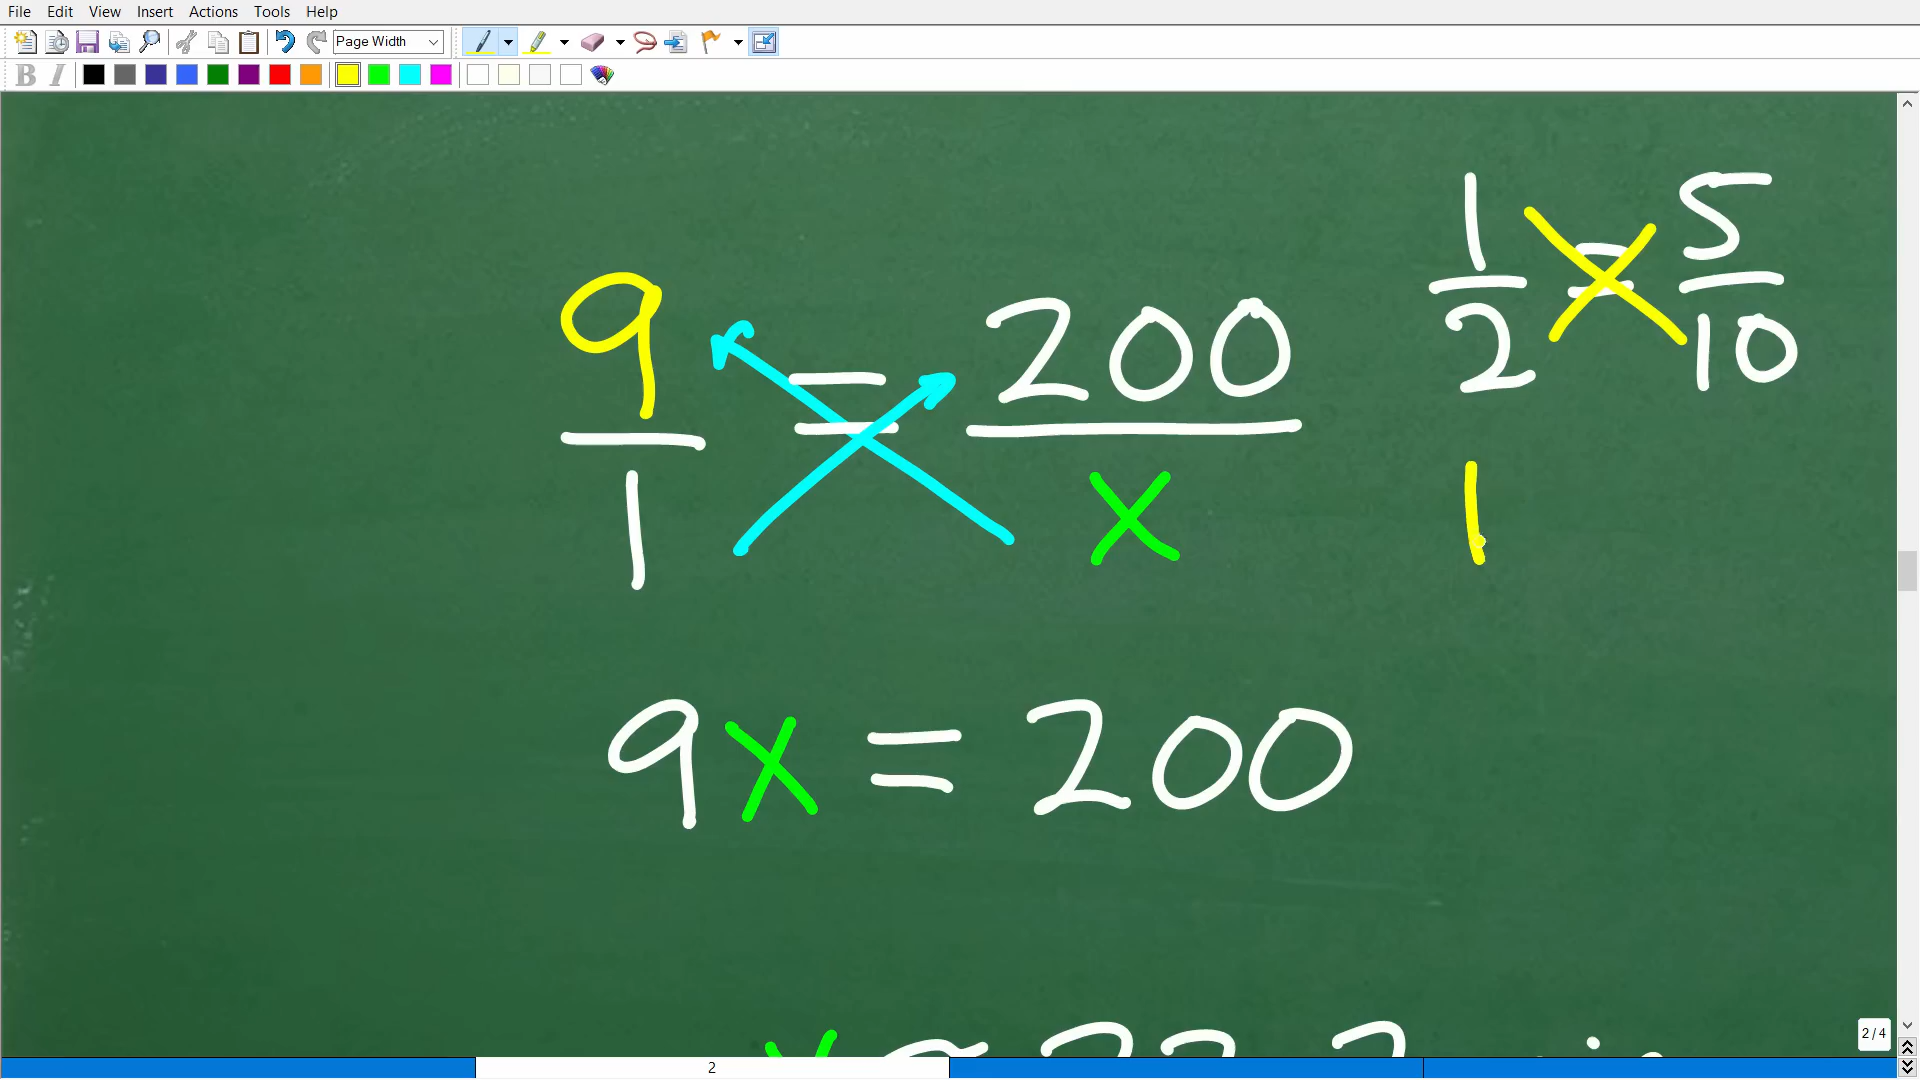 File Edit View Insert Actions Tools Help
Page Width
B I
9/1 = 200/x
1/2 = 5/10
1
9x = 200
2 / 4
2